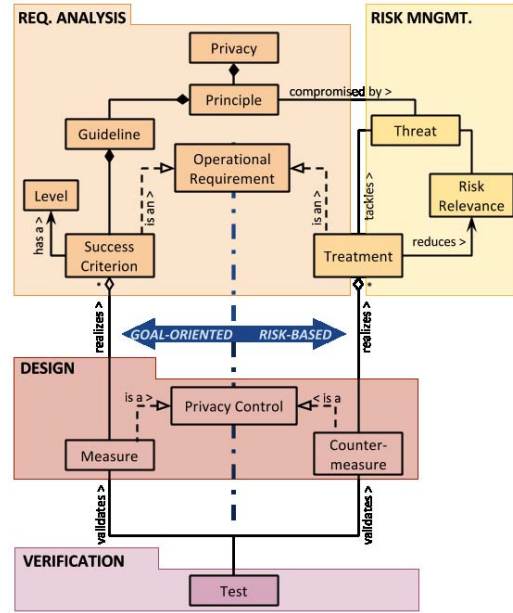 REQ. ANALYSIS
RISK MNGMT.
Privacy
compromised by >
Principle
Guideline
Threat
Operational
Requirement
Level
is an >
is an >
tackles >
Risk
Relevance
has a >
Success
Criterion
Treatment
reduces >
*
*
realizes >
realizes >
GOAL-ORIENTED
RISK-BASED
DESIGN
is a >
Privacy Control
< is a
Measure
Counter-
measure
validates >
validates >
VERIFICATION
Test